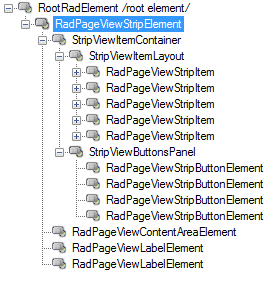 RootRadElement /root element/
RadPageViewStripElement
StripViewItemContainer
StripViewItemLayout
RadPageViewStripItem
RadPageViewStripItem
RadPageViewStripItem
RadPageViewStripItem
RadPageViewStripItem
StripViewButtonsPanel
RadPageViewStripButtonElement
RadPageViewStripButtonElement
RadPageViewStripButtonElement
RadPageViewStripButtonElement
RadPageViewContentAreaElement
RadPageViewLabelElement
RadPageViewLabelElement